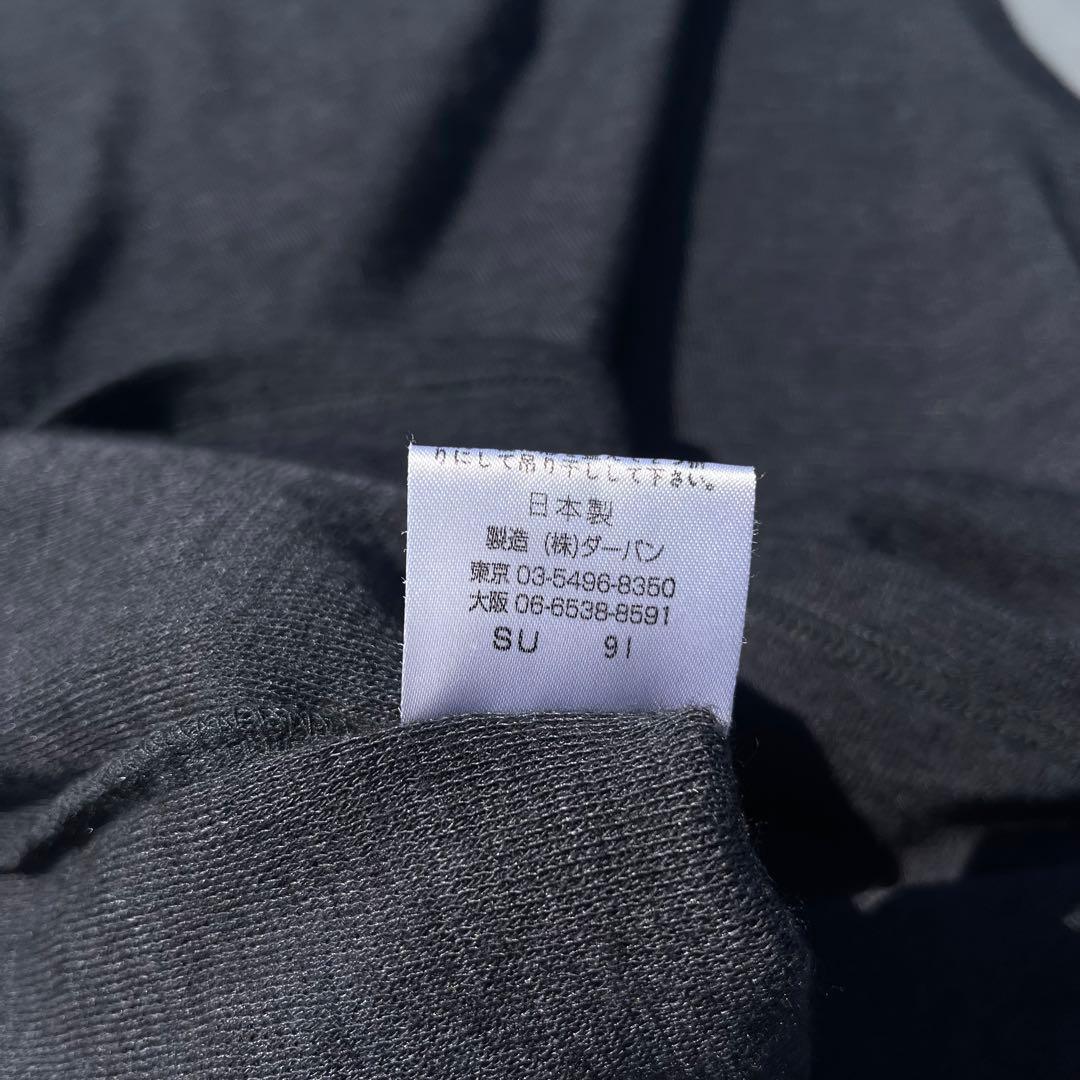 りにして吊り干しして下さい。
日本製
製造 (株)ダーバン
東京 03-5496-8350
大阪 06-6538-8591
SU 91